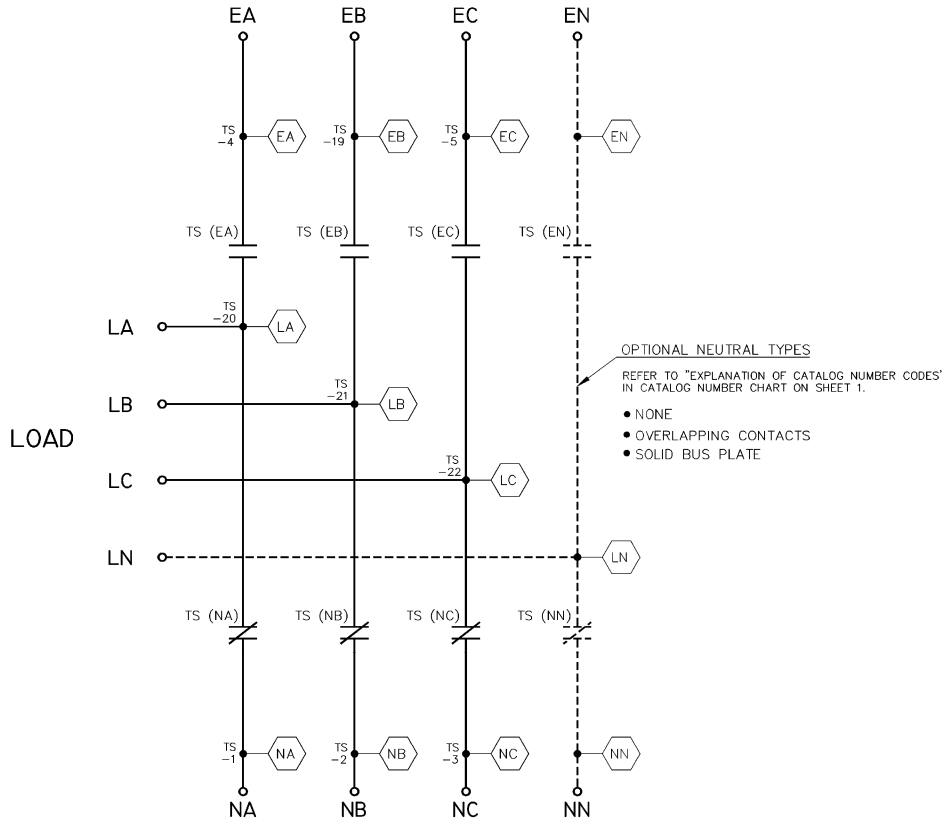 EA EB EC EN
TS TS TS
-4 EA -19 EB -5 EC EN
TS (EA) TS (EB) TS (EC) TS (EN)
TS
LA -20 LA
OPTIONAL NEUTRAL TYPES
REFER TO "EXPLANATION OF CATALOG NUMBER CODES"
IN CATALOG NUMBER CHART ON SHEET 1.
TS
LB -21 LB
• NONE
• OVERLAPPING CONTACTS
• SOLID BUS PLATE
LOAD
TS
LC -22 LC
LN LN
TS (NA) TS (NB) TS (NC) TS (NN)
TS TS TS
-1 NA -2 NB -3 NC NN
NA NB NC NN